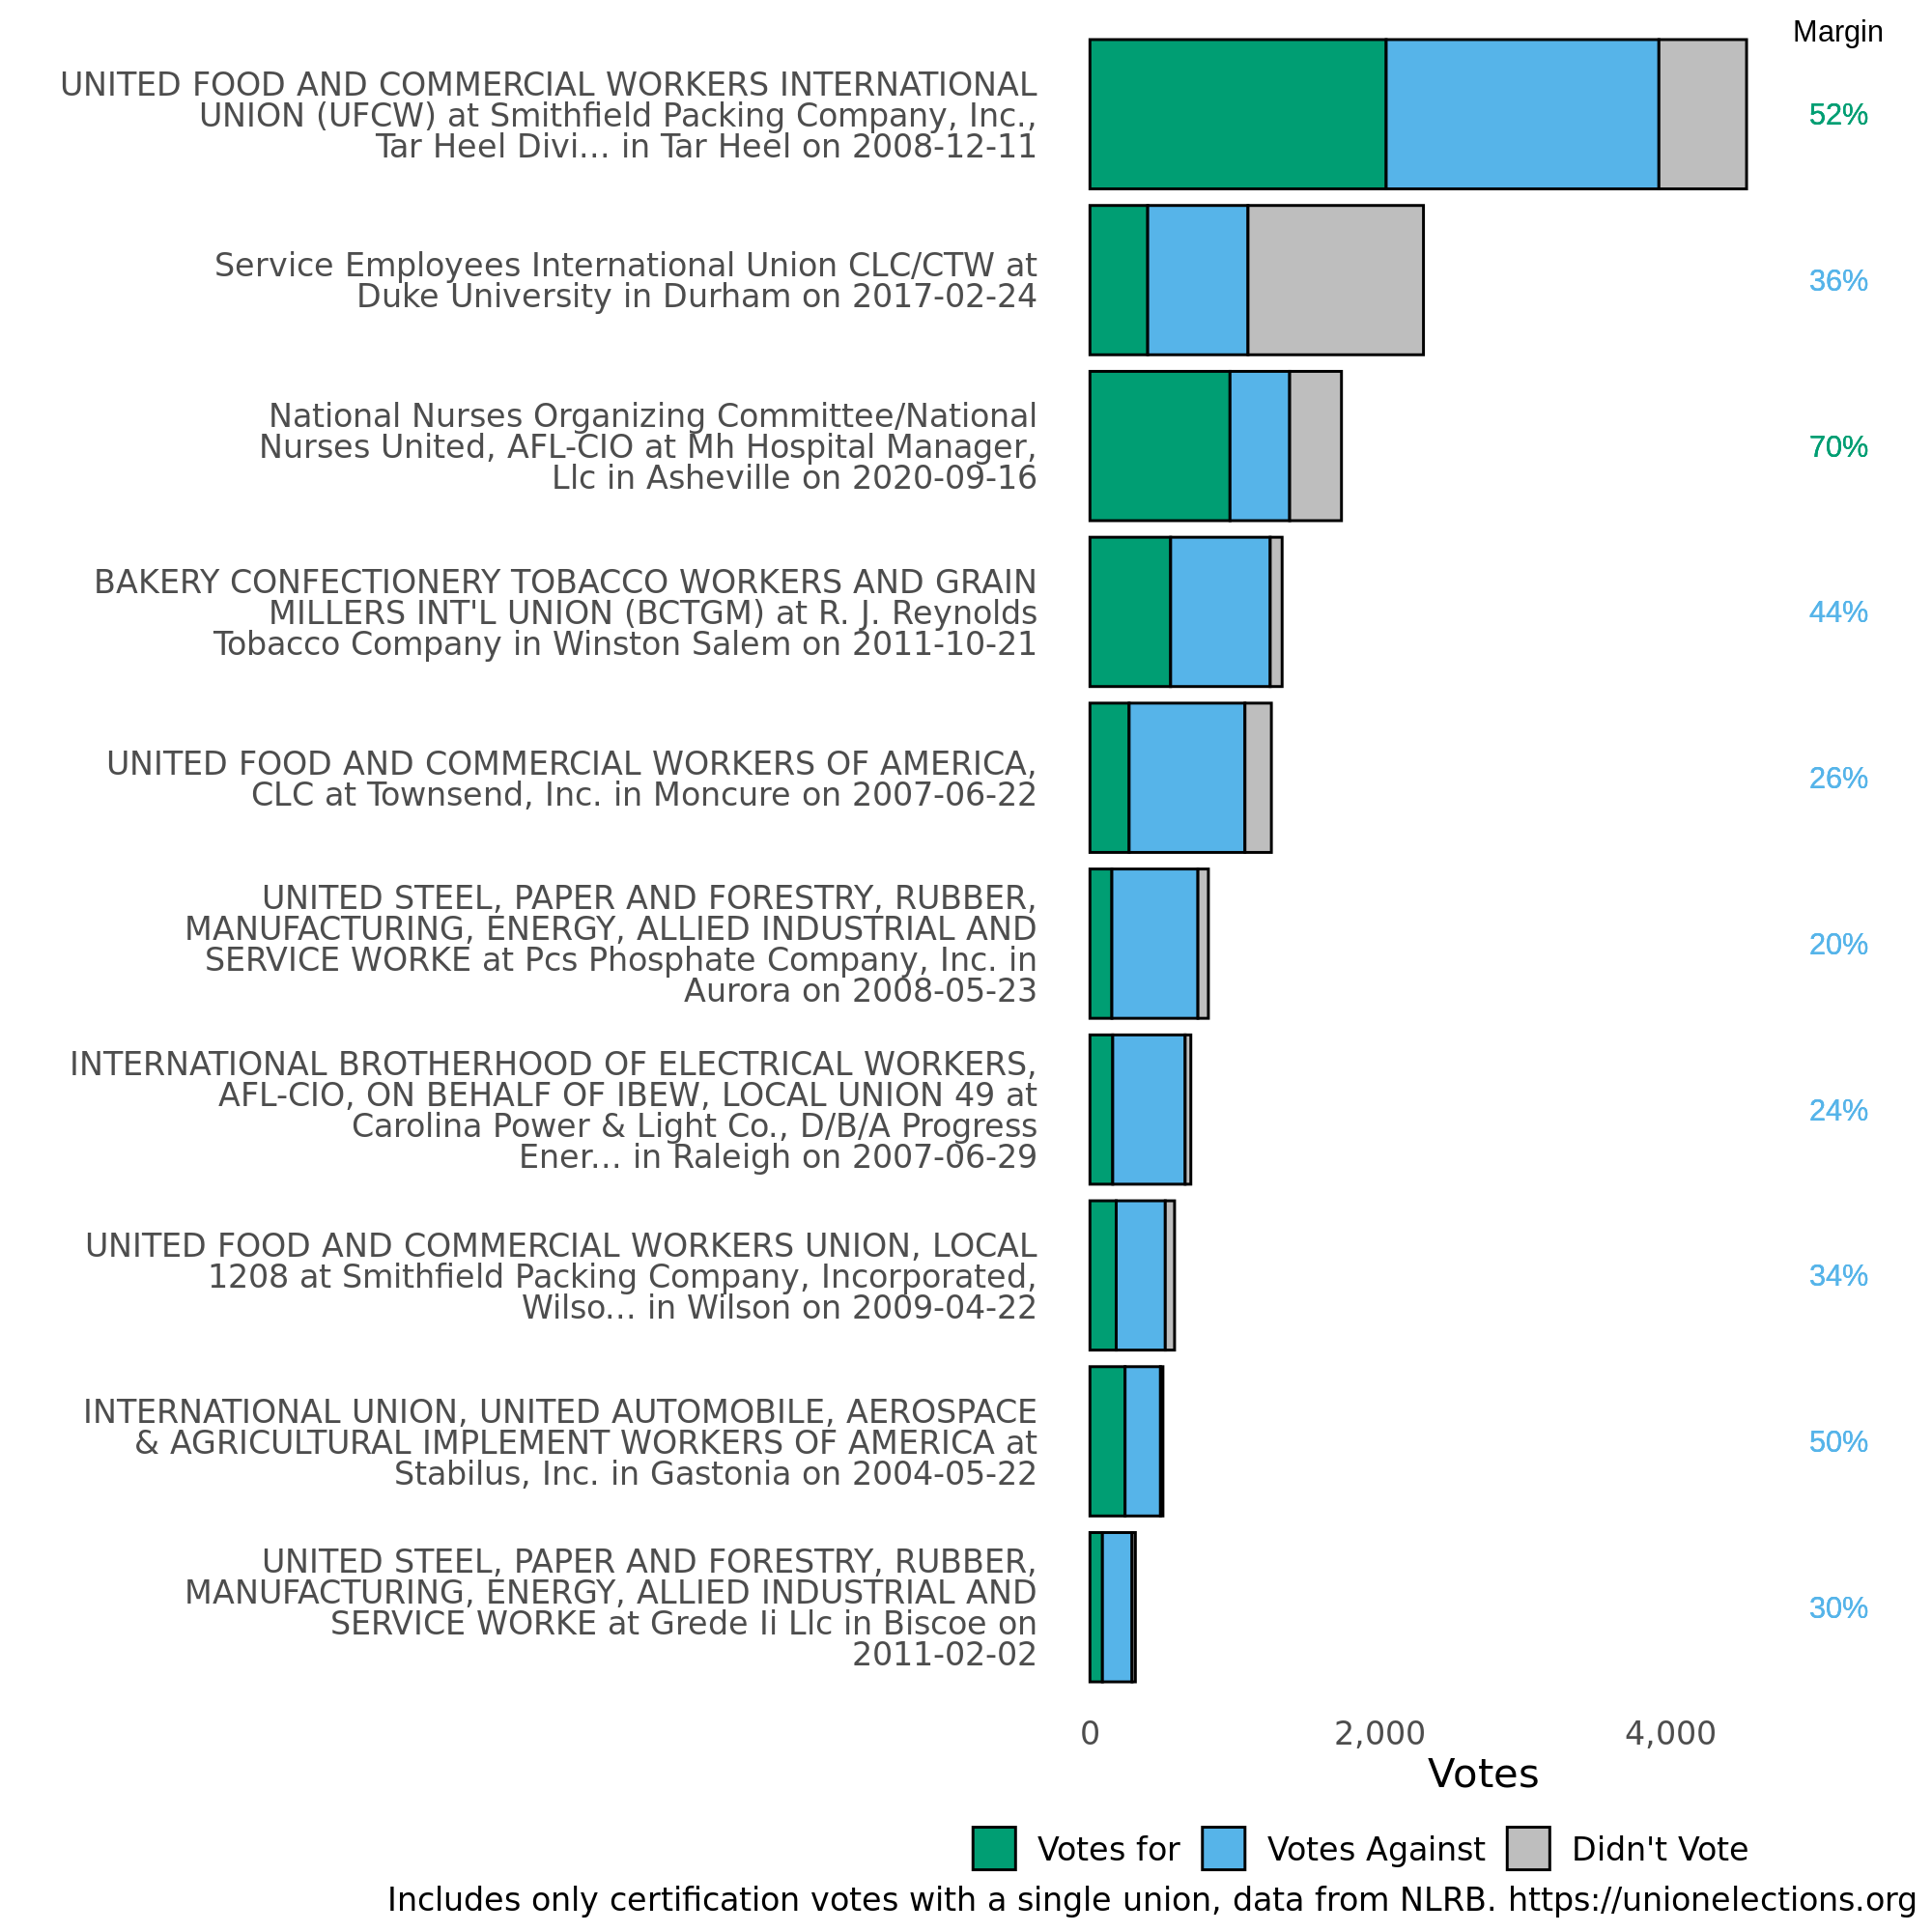 Margin
UNITED FOOD AND COMMERCIAL WORKERS INTERNATIONAL
UNION (UFCW) at Smithfield Packing Company, Inc.,
Tar Heel Divi... in Tar Heel on 2008-12-11
52%
Service Employees International Union CLC/CTW at
Duke University in Durham on 2017-02-24
36%
National Nurses Organizing Committee/National
Nurses United, AFL-CIO at Mh Hospital Manager,
Llc in Asheville on 2020-09-16
70%
BAKERY CONFECTIONERY TOBACCO WORKERS AND GRAIN
MILLERS INT'L UNION (BCTGM) at R. J. Reynolds
Tobacco Company in Winston Salem on 2011-10-21
44%
UNITED FOOD AND COMMERCIAL WORKERS OF AMERICA,
CLC at Townsend, Inc. in Moncure on 2007-06-22
26%
UNITED STEEL, PAPER AND FORESTRY, RUBBER,
MANUFACTURING, ENERGY, ALLIED INDUSTRIAL AND
SERVICE WORKE at Pcs Phosphate Company, Inc. in
Aurora on 2008-05-23
20%
INTERNATIONAL BROTHERHOOD OF ELECTRICAL WORKERS,
AFL-CIO, ON BEHALF OF IBEW, LOCAL UNION 49 at
Carolina Power & Light Co., D/B/A Progress
Ener... in Raleigh on 2007-06-29
24%
UNITED FOOD AND COMMERCIAL WORKERS UNION, LOCAL
1208 at Smithfield Packing Company, Incorporated,
Wilso... in Wilson on 2009-04-22
34%
INTERNATIONAL UNION, UNITED AUTOMOBILE, AEROSPACE
& AGRICULTURAL IMPLEMENT WORKERS OF AMERICA at
Stabilus, Inc. in Gastonia on 2004-05-22
50%
UNITED STEEL, PAPER AND FORESTRY, RUBBER,
MANUFACTURING, ENERGY, ALLIED INDUSTRIAL AND
SERVICE WORKE at Grede Ii Llc in Biscoe on
2011-02-02
30%
0 2,000 4,000
Votes
Votes for Votes Against Didn't Vote
Includes only certification votes with a single union, data from NLRB. https://unionelections.org